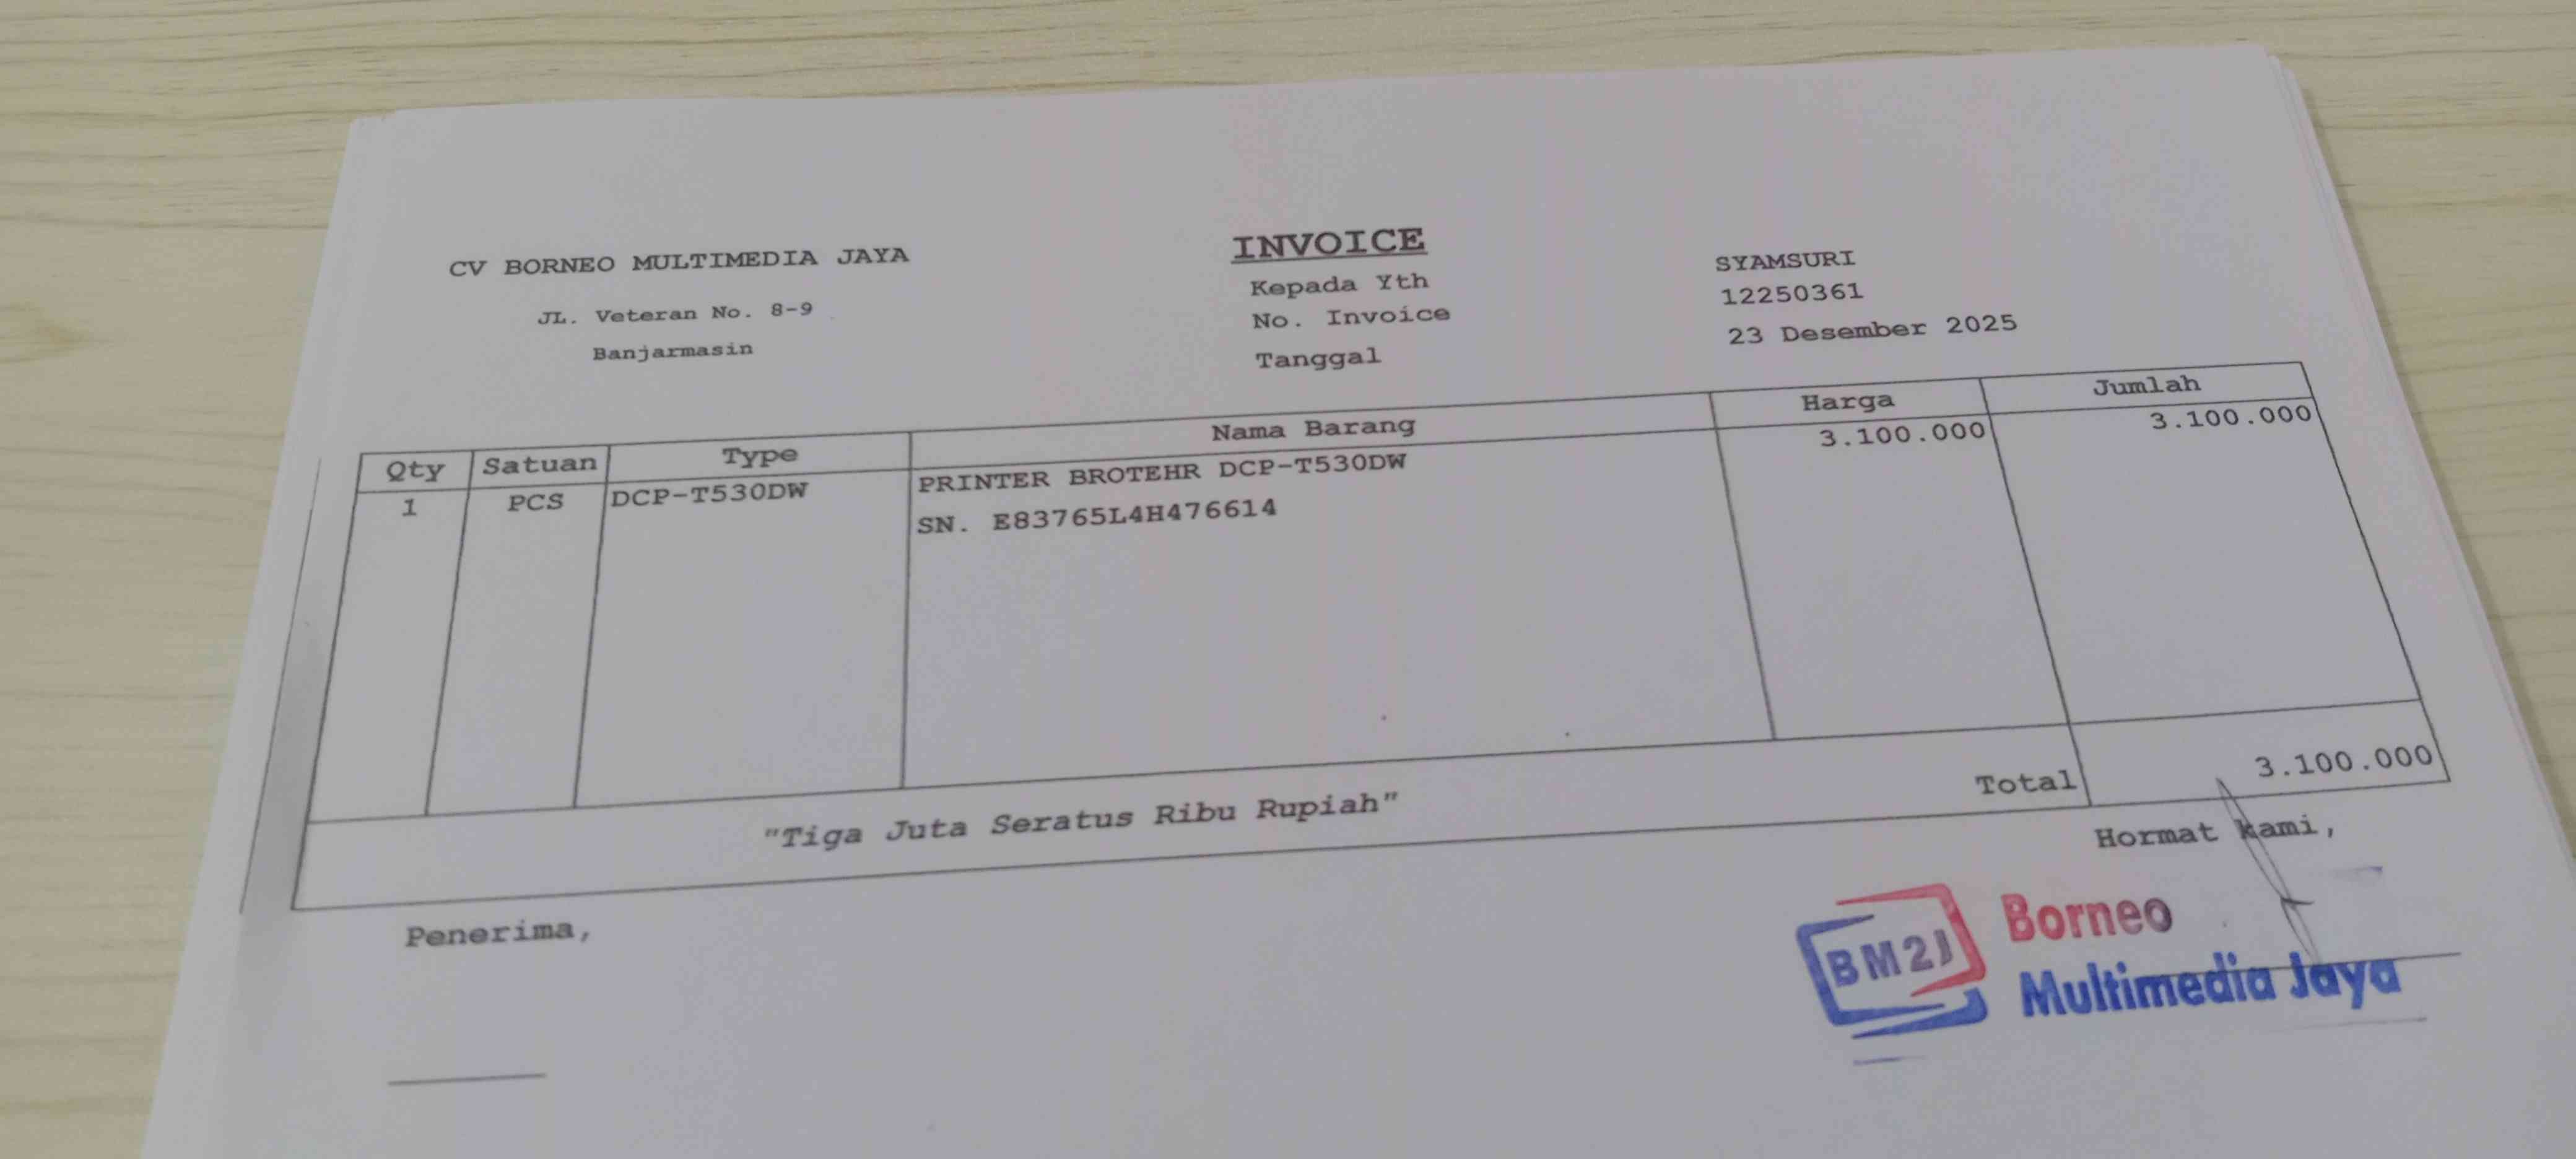 INVOICE
CV BORNEO MULTIMEDIA JAYA
JL. Veteran No. 8-9
Banjarmasin
Kepada Yth SYAMSURI
No. Invoice 12250361
Tanggal 23 Desember 2025
Qty Satuan Type Nama Barang Harga Jumlah
1 PCS DCP-T530DW PRINTER BROTEHR DCP-T530DW 3.100.000 3.100.000
SN. E83765L4H476614
"Tiga Juta Seratus Ribu Rupiah" Total 3.100.000
Penerima, Hormat kami,
BM2J Borneo
Multimedia Jaya